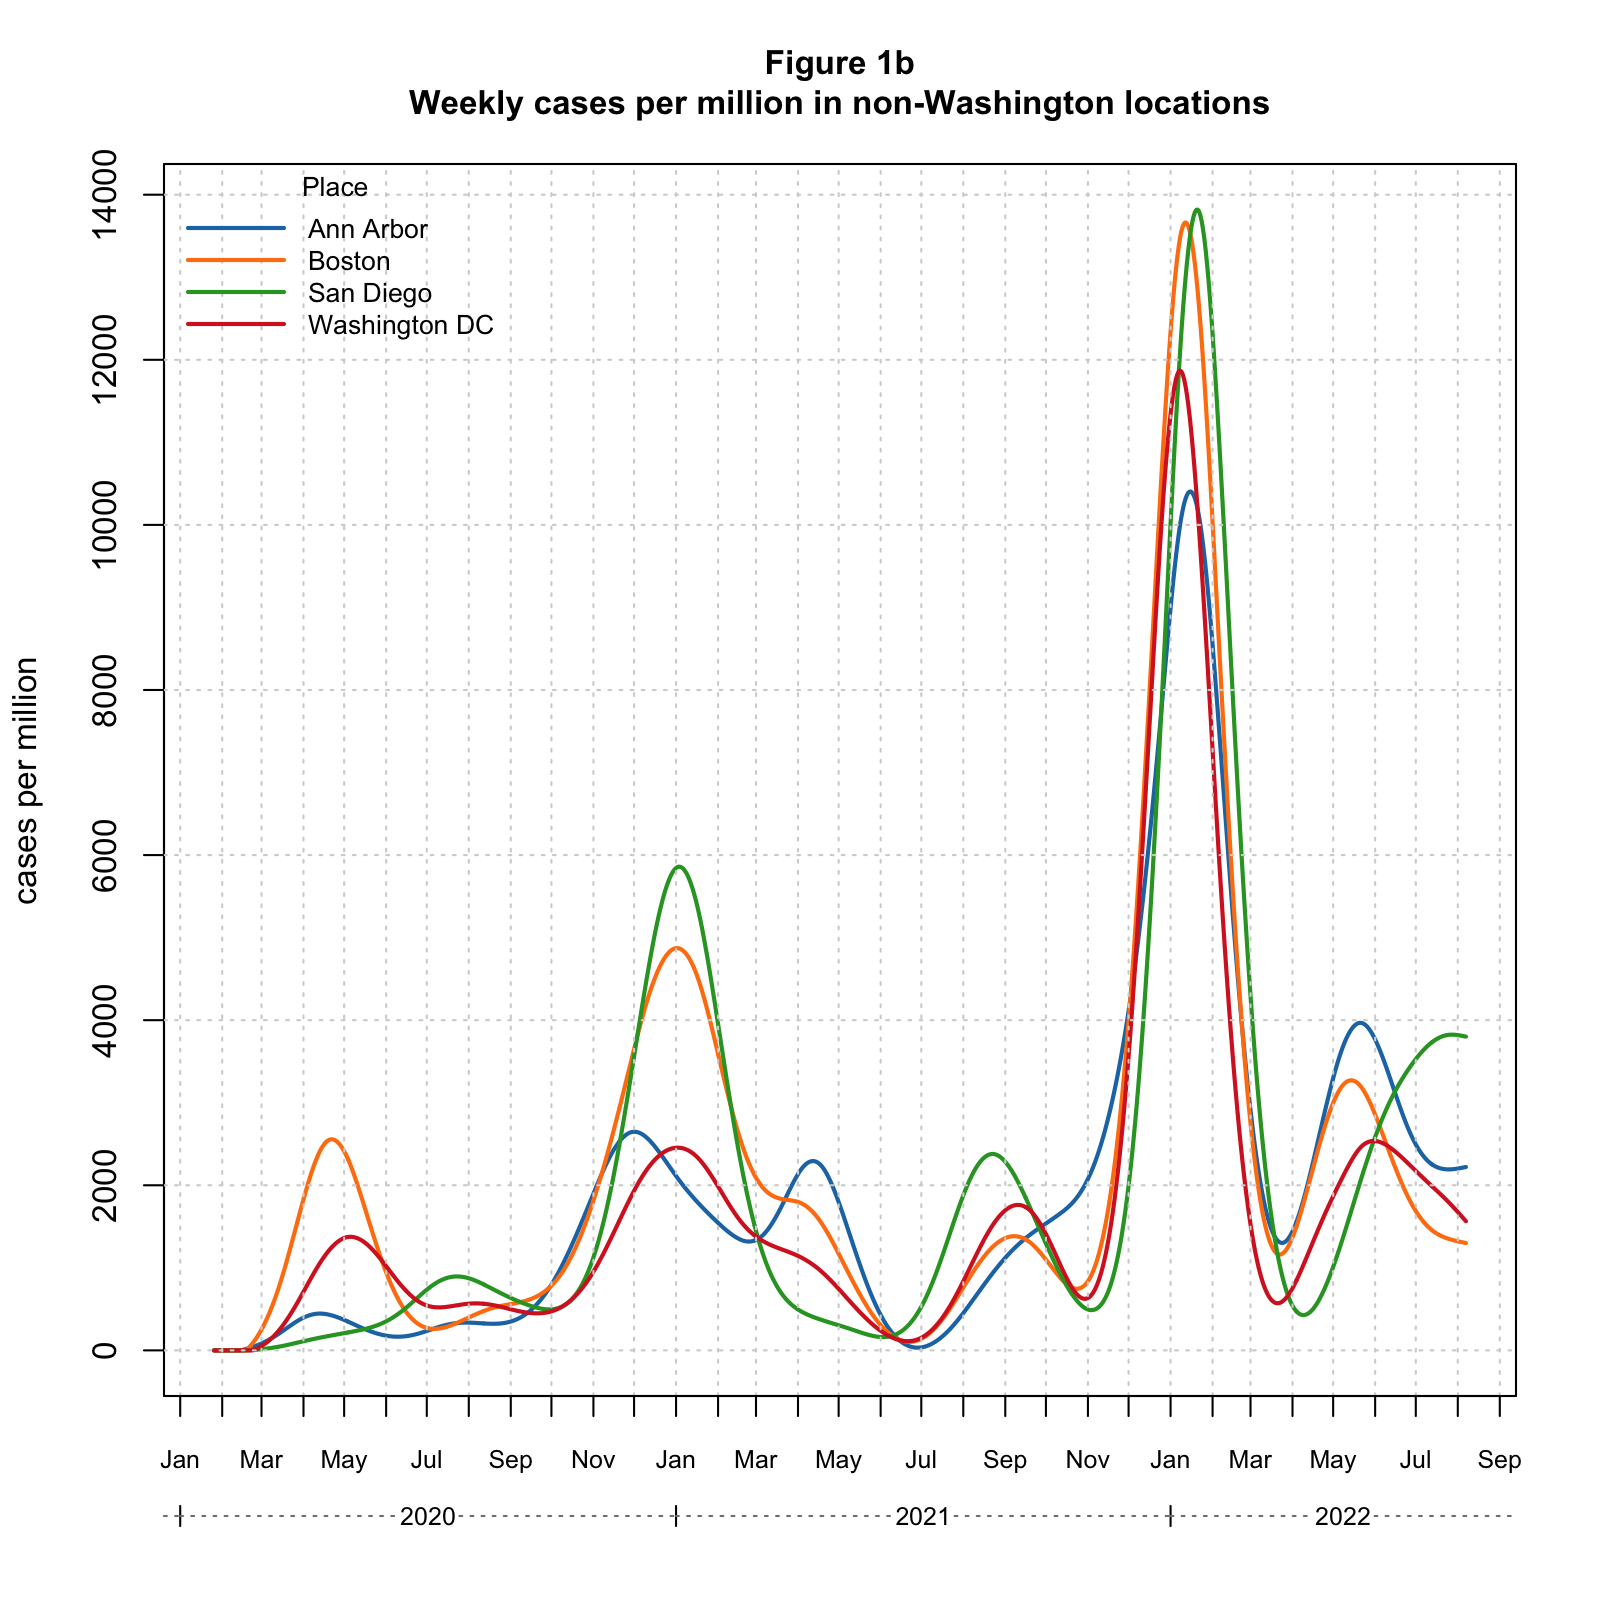 Figure 1b
Weekly cases per million in non-Washington locations
cases per million
14000
12000
10000
8000
6000
4000
2000
0
Place
Ann Arbor
Boston
San Diego
Washington DC
Jan Mar May Jul Sep Nov Jan Mar May Jul Sep Nov Jan Mar May Jul Sep
2020 2021 2022